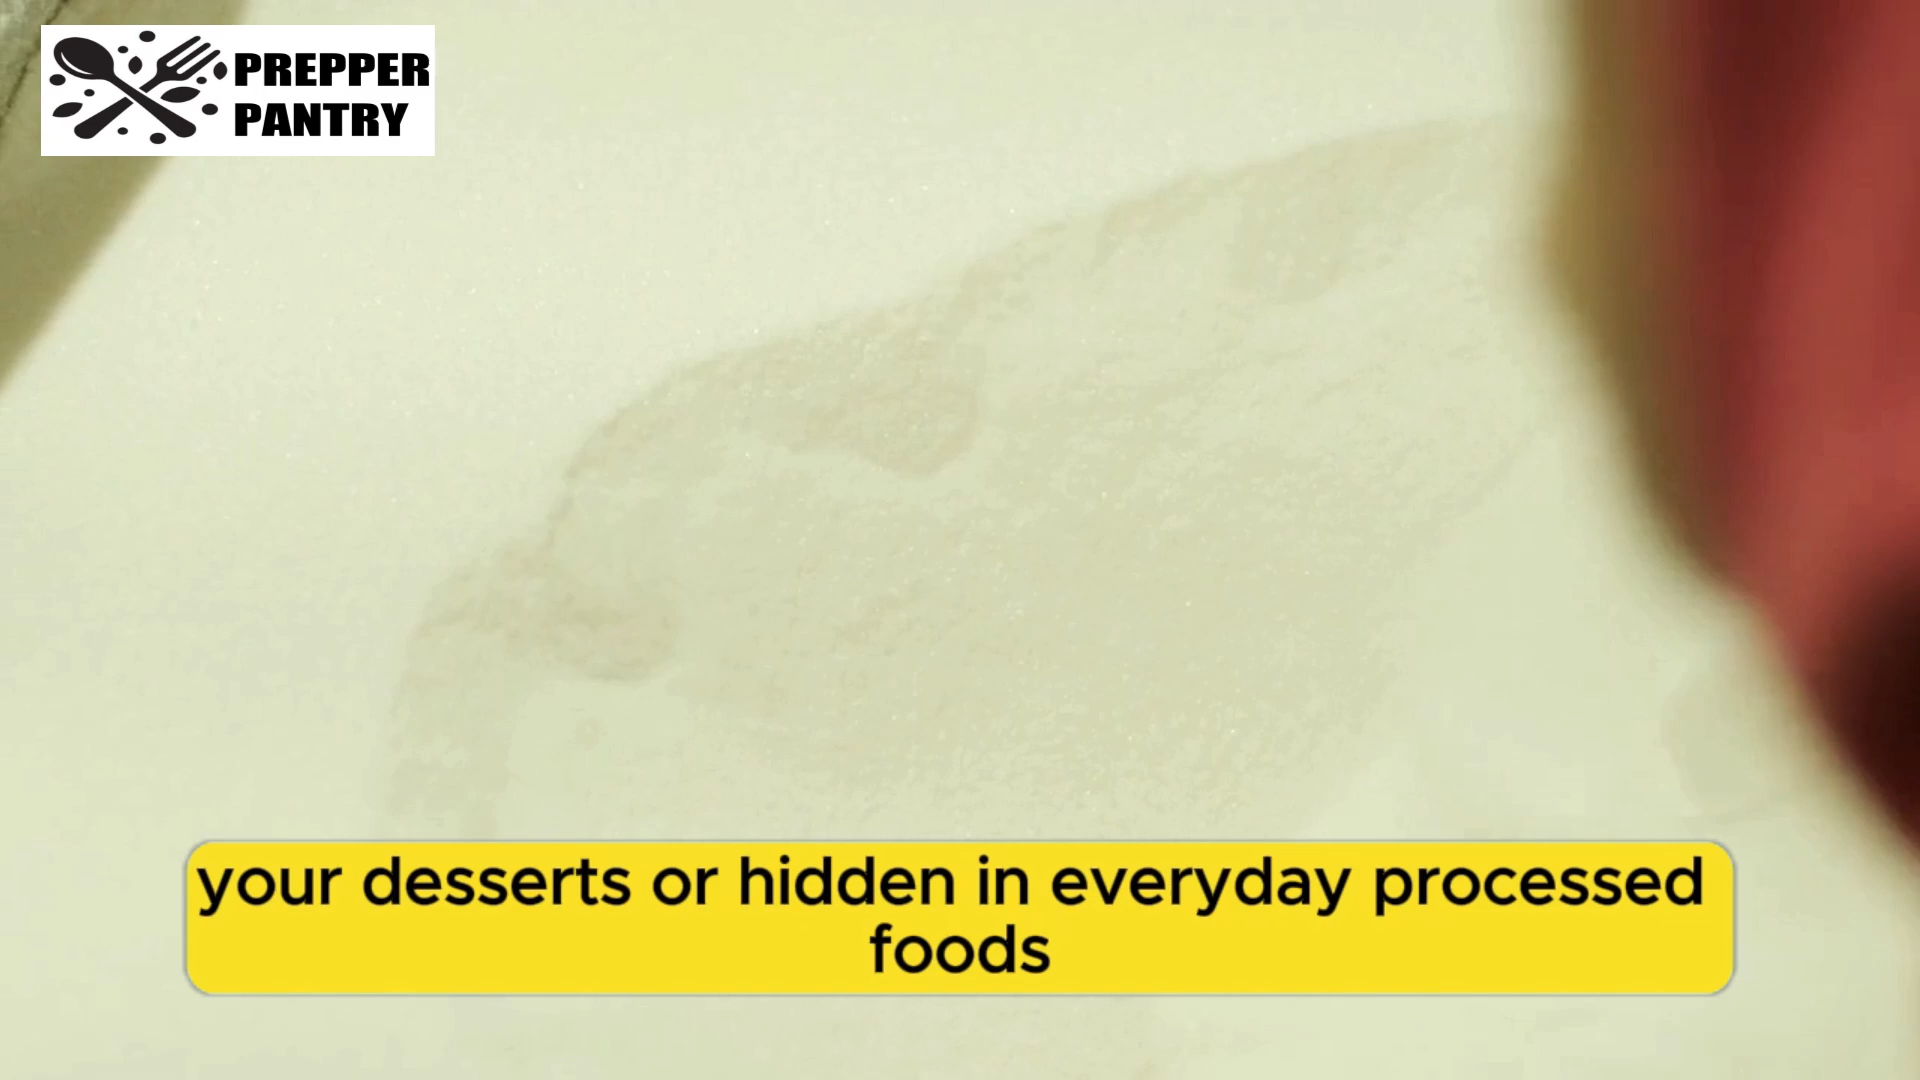 PREPPER
PANTRY
your desserts or hidden in everyday processed
foods